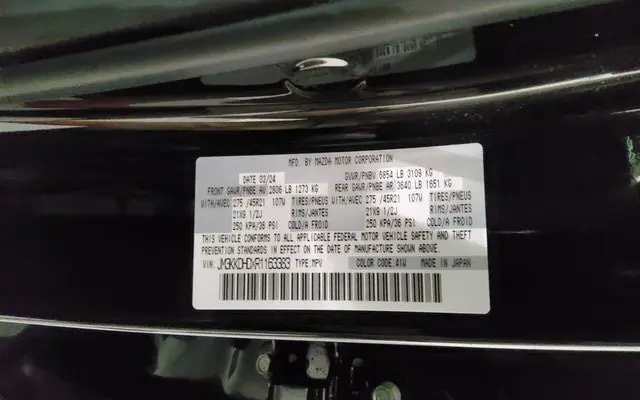 MFD. BY MAZDA MOTOR CORPORATION
DATE 03/04 GVWR/PNBV 6854 LB 3109 KG
FRONT GAWR/PNBE AV 2806 LB 1273 KG REAR GAWR/PNBE AR 3640 LB 1651 KG
WITH/AVEC 275 /45R21 107W TIRES/PNEUS WITH/AVEC 275 /45R21 107W TIRES/PNEUS
21X9 1/2J RIMS/JANTES 21X9 1/2J RIMS/JANTES
250 KPA/36 PSI COLD/A FROID 250 KPA/36 PSI COLD/A FROID
THIS VEHICLE CONFORMS TO ALL APPLICABLE FEDERAL MOTOR VEHICLE SAFETY AND THEFT
PREVENTION STANDARDS IN EFFECT ON THE DATE OF MANUFACTURE SHOWN ABOVE.
VIN: JM3KKDHDXR1163383 TYPE:MPV COLOR CODE:41W MADE IN JAPAN